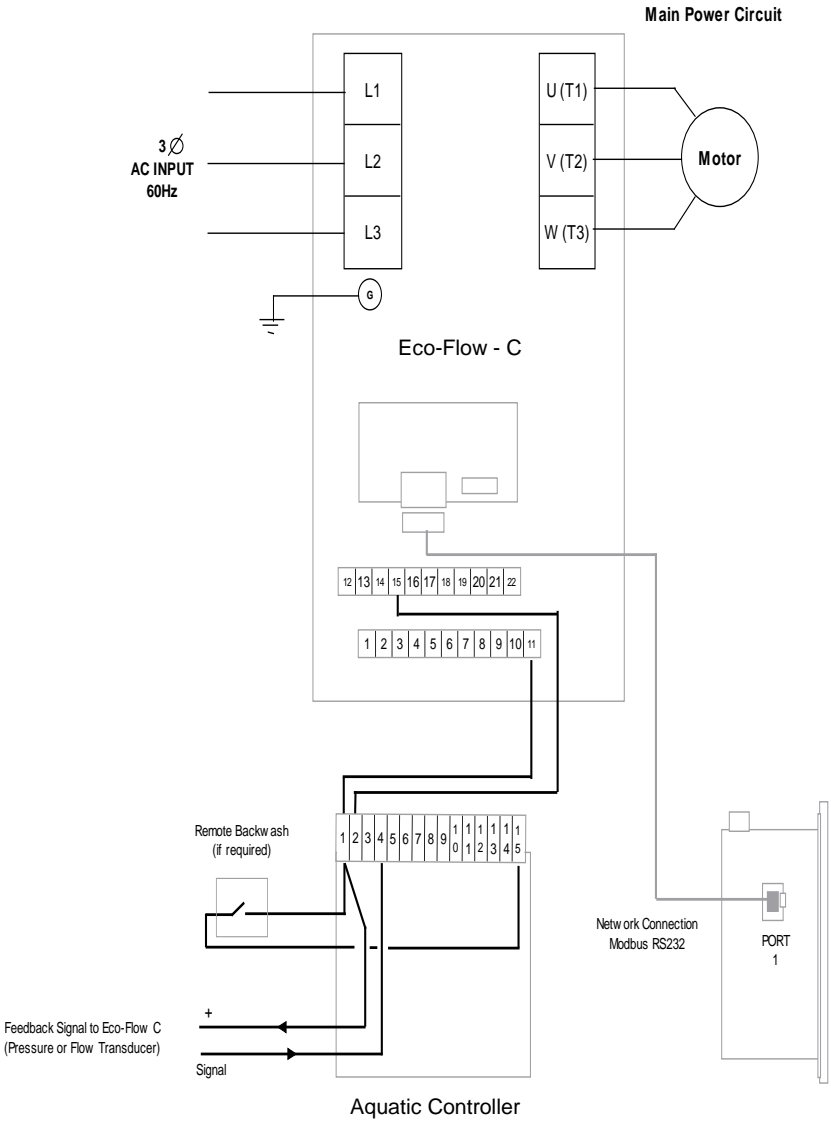 Main Power Circuit
L1
U (T1)
3 Ø
AC INPUT
60Hz
L2
V (T2)
Motor
L3
W (T3)
G
Eco-Flow - C
12 13 14 15 16 17 18 19 20 21 22
1 2 3 4 5 6 7 8 9 10 11
Remote Backwash
(if required)
1 2 3 4 5 6 7 8 9 10 11 12 13 14 15
Network Connection
Modbus RS232
PORT
1
+
Feedback Signal to Eco-Flow C
(Pressure or Flow Transducer)
Signal
Aquatic Controller